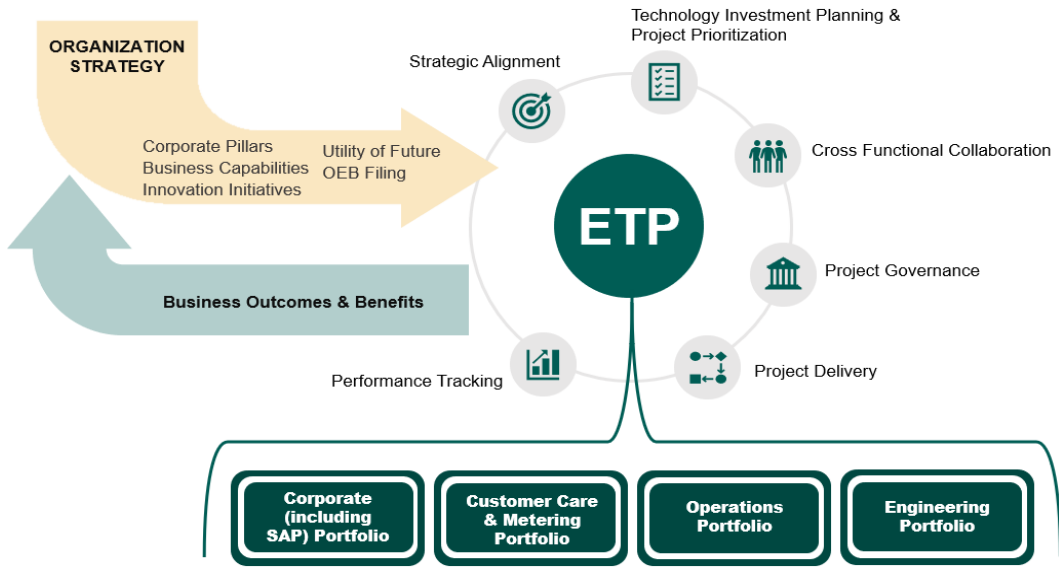 Technology Investment Planning &
Project Prioritization
ORGANIZATION
STRATEGY
Strategic Alignment
Corporate Pillars
Business Capabilities
Innovation Initiatives
Utility of Future
OEB Filing
Cross Functional Collaboration
ETP
Project Governance
Business Outcomes & Benefits
Performance Tracking
Project Delivery
Corporate
(including
SAP) Portfolio
Customer Care
& Metering
Portfolio
Operations
Portfolio
Engineering
Portfolio